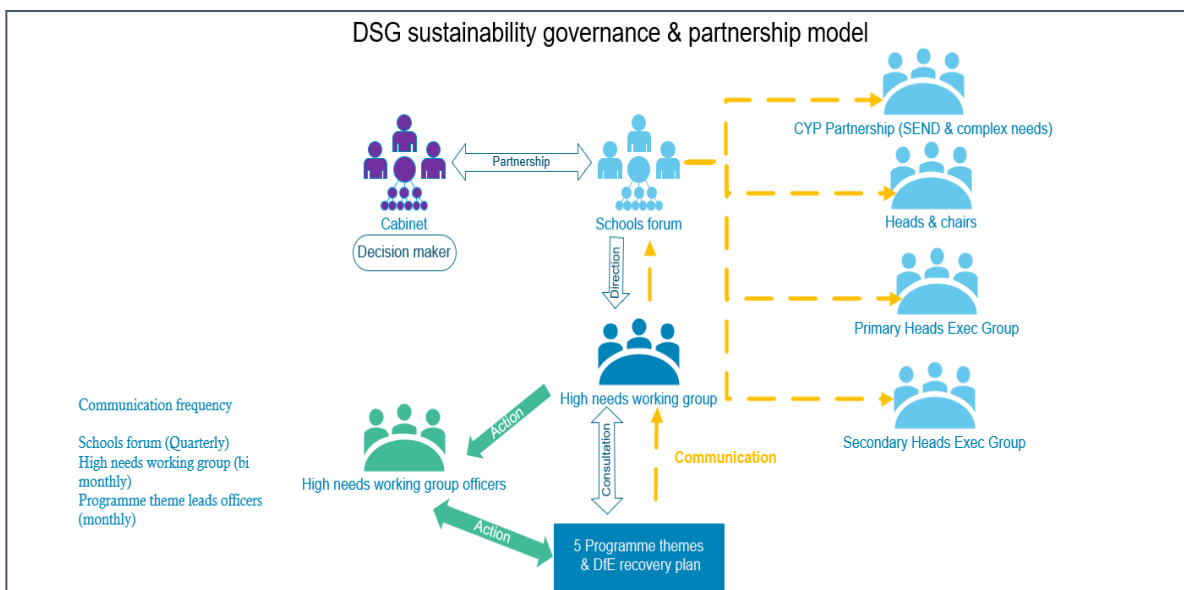 DSG sustainability governance & partnership model
CYP Partnership (SEND & complex needs)
Partnership
Cabinet
Decision maker
Schools forum
Heads & chairs
Direction
Primary Heads Exec Group
High needs working group
Communication frequency
Schools forum (Quarterly)
High needs working group (bi
monthly)
Programme theme leads officers
(monthly)
Action
High needs working group officers
Consultation
Communication
Secondary Heads Exec Group
Action
5 Programme themes
& DfE recovery plan